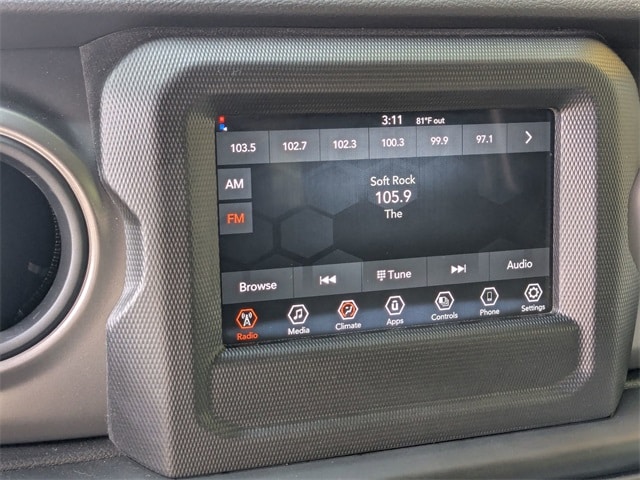 3:11 81°F out
103.5 102.7 102.3 100.3 99.9 97.1
AM
Soft Rock
105.9
FM
The
Browse Tune Audio
Radio Media Climate Apps Controls Phone Settings